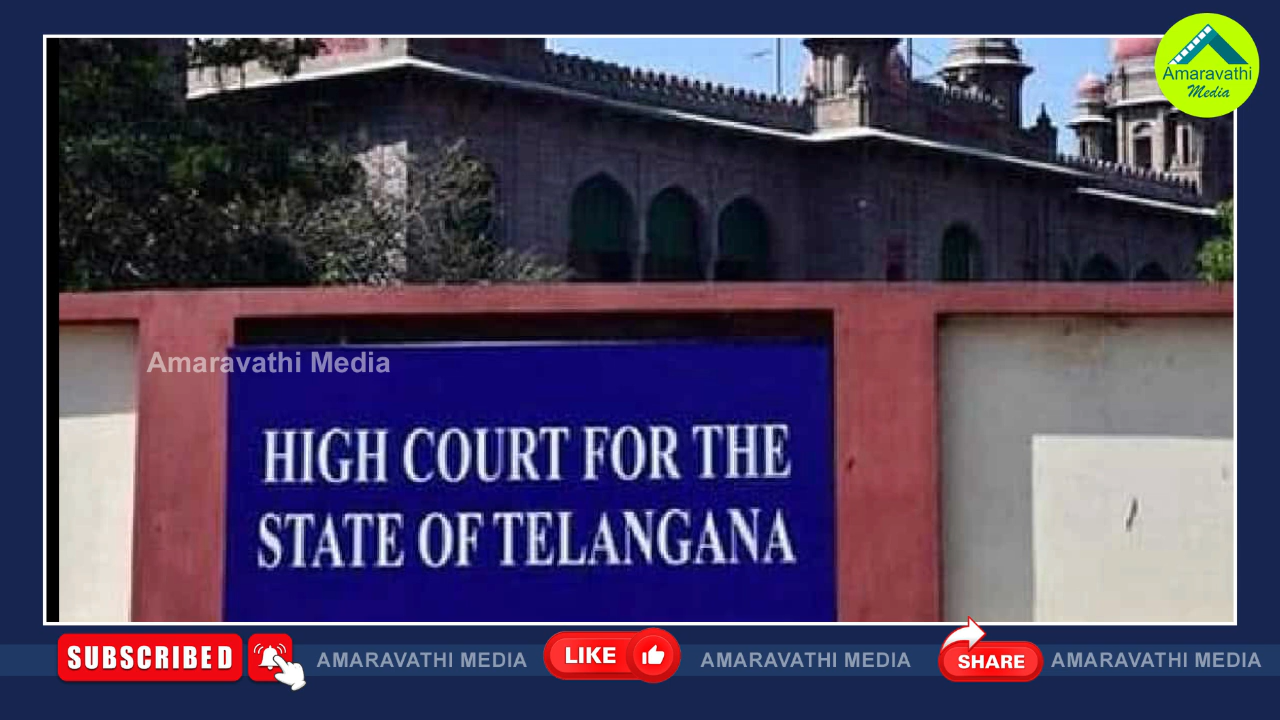 Amaravathi
Media
Amaravathi Media
HIGH COURT FOR THE
STATE OF TELANGANA
SUBSCRIBED
AMARAVATHI MEDIA
LIKE
AMARAVATHI MEDIA
SHARE
AMARAVATHI MEDIA